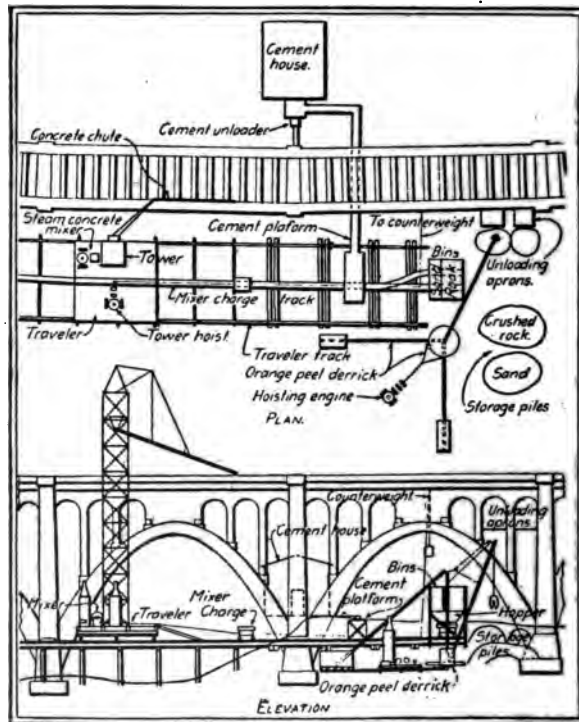 Cement
house.
Cement unloader
Concrete chute
Steam concrete
mixer
Cement plaform
To counterweight
Tower
Bins
Sand
Rook
Unloading
aprons.
Mixer charge track
Traveler
Tower hoist.
Traveler track
Orange peel derrick
Hoisting engine
Crushed
rock.
Sand
Storage piles
PLAN.
Counterweight
Unloading
aprons
Cement house
Bins
Mixer
Mixer
Charge
Traveler
Cement
platform
Hopper
Storage
piles
Orange peel derrick
ELEVATION